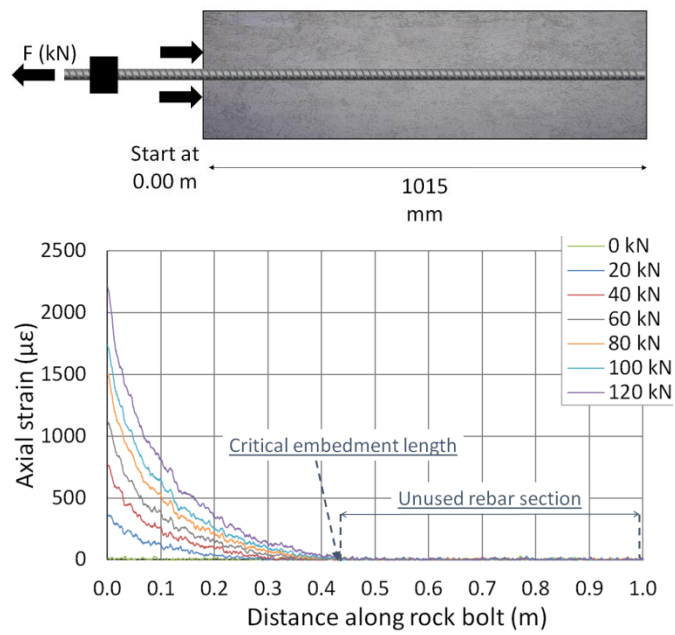 F (kN)
Start at
0.00 m
1015
mm
2500
2000
1500
1000
500
0
Axial strain (με)
0 kN
20 kN
40 kN
60 kN
80 kN
100 kN
120 kN
Critical embedment length
Unused rebar section
0.0 0.1 0.2 0.3 0.4 0.5 0.6 0.7 0.8 0.9 1.0
Distance along rock bolt (m)